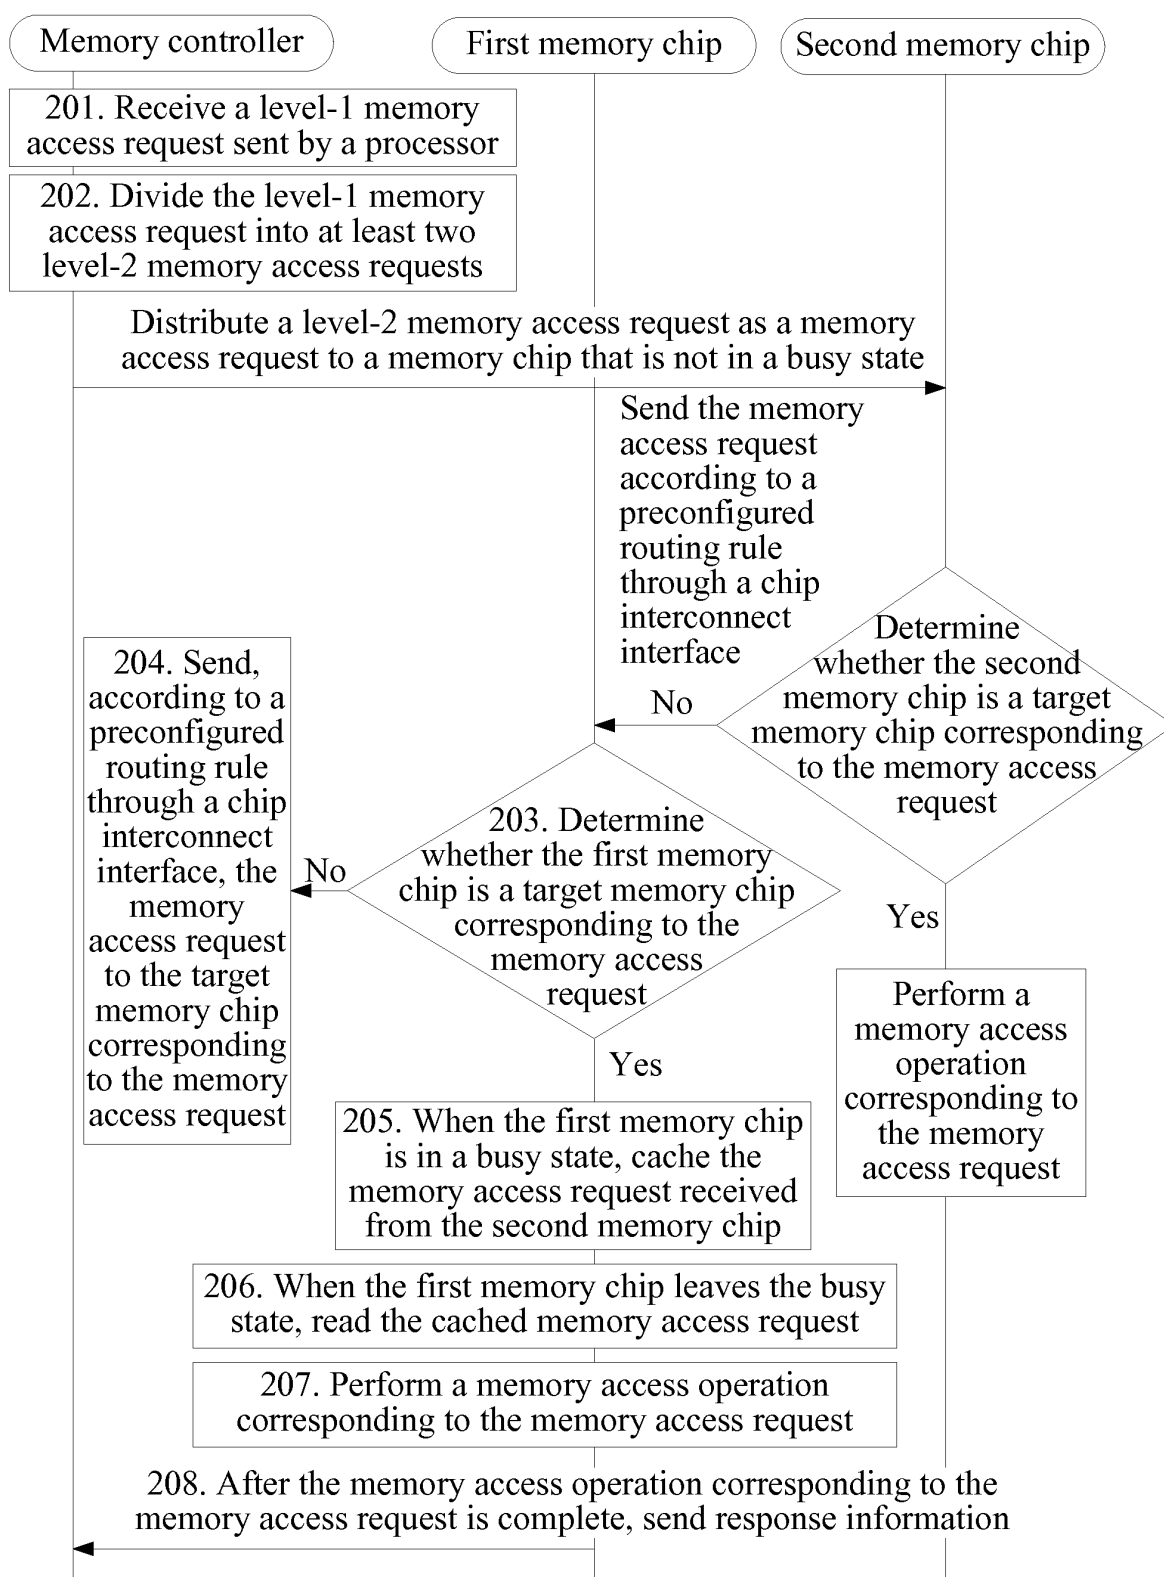 Memory controller
First memory chip
Second memory chip
201. Receive a level-1 memory
access request sent by a processor
202. Divide the level-1 memory
access request into at least two
level-2 memory access requests
Distribute a level-2 memory access request as a memory
access request to a memory chip that is not in a busy state
Send the memory
access request
according to a
preconfigured
routing rule
through a chip
interconnect
interface
Determine
whether the second
memory chip is a target
memory chip corresponding
to the memory access
request
No
Yes
Perform a
memory access
operation
corresponding to
the memory
access request
203. Determine
whether the first memory
chip is a target memory chip
corresponding to the
memory access
request
No
204. Send,
according to a
preconfigured
routing rule
through a chip
interconnect
interface, the
memory
access request
to the target
memory chip
corresponding
to the memory
access request
Yes
205. When the first memory chip
is in a busy state, cache the
memory access request received
from the second memory chip
206. When the first memory chip leaves the busy
state, read the cached memory access request
207. Perform a memory access operation
corresponding to the memory access request
208. After the memory access operation corresponding to the
memory access request is complete, send response information